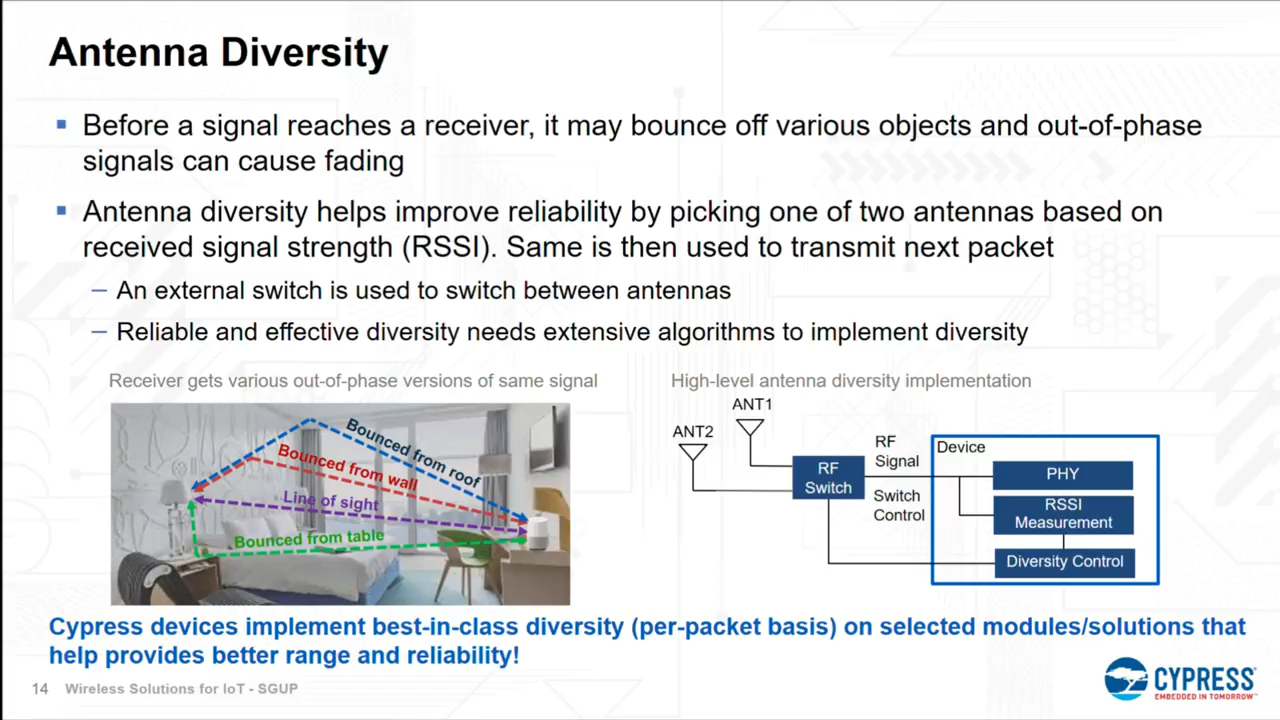 Antenna Diversity
Before a signal reaches a receiver, it may bounce off various objects and out-of-phase
signals can cause fading
Antenna diversity helps improve reliability by picking one of two antennas based on
received signal strength (RSSI). Same is then used to transmit next packet
An external switch is used to switch between antennas
Reliable and effective diversity needs extensive algorithms to implement diversity
Receiver gets various out-of-phase versions of same signal
Bounced from roof
Bounced from wall
Line of sight
Bounced from table
High-level antenna diversity implementation
ANT1
ANT2
RF
Switch
RF
Signal
Switch
Control
Device
PHY
RSSI
Measurement
Diversity Control
Cypress devices implement best-in-class diversity (per-packet basis) on selected modules/solutions that
help provides better range and reliability!
14 Wireless Solutions for IoT - SGUP
CYPRESS
EMBEDDED IN TOMORROW™